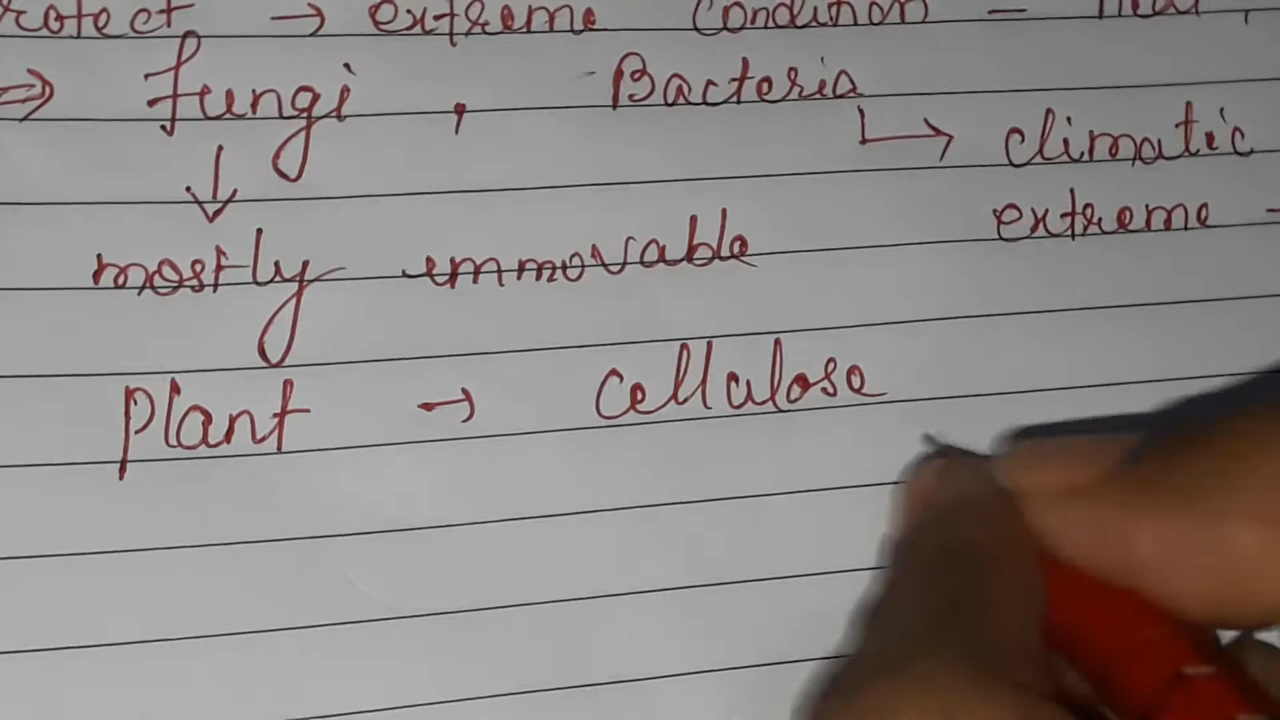 rotect → extreme Condition –
⇒ fungi , Bacteria
↓ ↳ climatic
mostly immovable extreme -
Plant → Cellulose